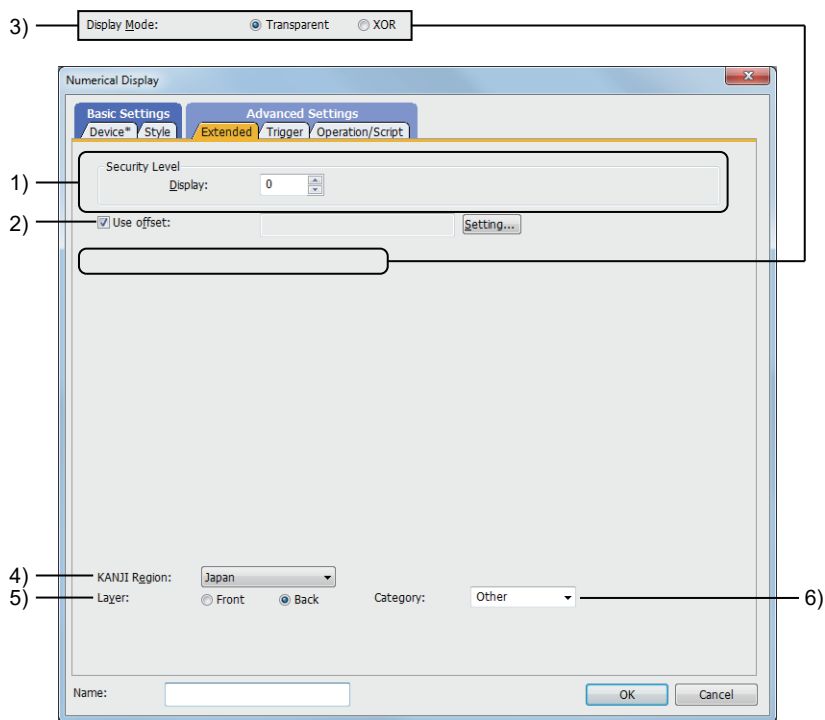 3) Display Mode: Transparent XOR
Numerical Display
Basic Settings Advanced Settings
Device* Style Extended Trigger Operation/Script
Security Level
1) Display: 0
2) Use offset: Setting...
4) KANJI Region: Japan
5) Layer: Front Back Category: Other 6)
Name: OK Cancel